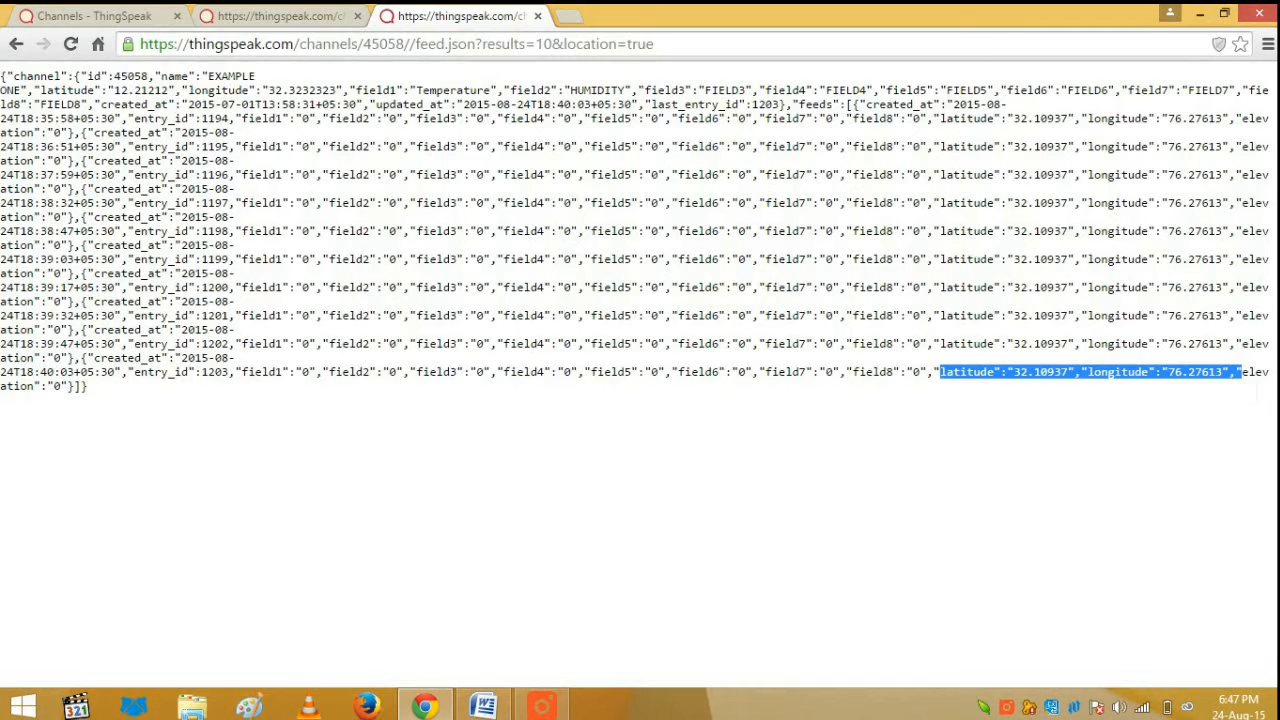 Channels - ThingSpeak
https://thingspeak.com/cl
https://thingspeak.com/cl
https://thingspeak.com/channels/45058//feed.json?results=10&location=true
{"channel":{"id":45058,"name":"EXAMPLE
ONE","latitude":"12.21212","longitude":"32.3232323","field1":"Temperature","field2":"HUMIDITY","field3":"FIELD3","field4":"FIELD4","field5":"FIELD5","field6":"FIELD6","field7":"FIELD7","fie
ld8":"FIELD8","created_at":"2015-07-01T13:58:31+05:30","updated_at":"2015-08-24T18:40:03+05:30","last_entry_id":1203},"feeds":[{"created_at":"2015-08-
24T18:35:58+05:30","entry_id":1194,"field1":"0","field2":"0","field3":"0","field4":"0","field5":"0","field6":"0","field7":"0","field8":"0","latitude":"32.10937","longitude":"76.27613","elev
ation":"0"},{"created_at":"2015-08-
24T18:36:51+05:30","entry_id":1195,"field1":"0","field2":"0","field3":"0","field4":"0","field5":"0","field6":"0","field7":"0","field8":"0","latitude":"32.10937","longitude":"76.27613","elev
ation":"0"},{"created_at":"2015-08-
24T18:37:59+05:30","entry_id":1196,"field1":"0","field2":"0","field3":"0","field4":"0","field5":"0","field6":"0","field7":"0","field8":"0","latitude":"32.10937","longitude":"76.27613","elev
ation":"0"},{"created_at":"2015-08-
24T18:38:32+05:30","entry_id":1197,"field1":"0","field2":"0","field3":"0","field4":"0","field5":"0","field6":"0","field7":"0","field8":"0","latitude":"32.10937","longitude":"76.27613","elev
ation":"0"},{"created_at":"2015-08-
24T18:38:47+05:30","entry_id":1198,"field1":"0","field2":"0","field3":"0","field4":"0","field5":"0","field6":"0","field7":"0","field8":"0","latitude":"32.10937","longitude":"76.27613","elev
ation":"0"},{"created_at":"2015-08-
24T18:39:03+05:30","entry_id":1199,"field1":"0","field2":"0","field3":"0","field4":"0","field5":"0","field6":"0","field7":"0","field8":"0","latitude":"32.10937","longitude":"76.27613","elev
ation":"0"},{"created_at":"2015-08-
24T18:39:17+05:30","entry_id":1200,"field1":"0","field2":"0","field3":"0","field4":"0","field5":"0","field6":"0","field7":"0","field8":"0","latitude":"32.10937","longitude":"76.27613","elev
ation":"0"},{"created_at":"2015-08-
24T18:39:32+05:30","entry_id":1201,"field1":"0","field2":"0","field3":"0","field4":"0","field5":"0","field6":"0","field7":"0","field8":"0","latitude":"32.10937","longitude":"76.27613","elev
ation":"0"},{"created_at":"2015-08-
24T18:39:47+05:30","entry_id":1202,"field1":"0","field2":"0","field3":"0","field4":"0","field5":"0","field6":"0","field7":"0","field8":"0","latitude":"32.10937","longitude":"76.27613","elev
ation":"0"},{"created_at":"2015-08-
24T18:40:03+05:30","entry_id":1203,"field1":"0","field2":"0","field3":"0","field4":"0","field5":"0","field6":"0","field7":"0","field8":"0","latitude":"32.10937","longitude":"76.27613","elev
ation":"0"}]}
321
6:47 PM
24-Aug-15